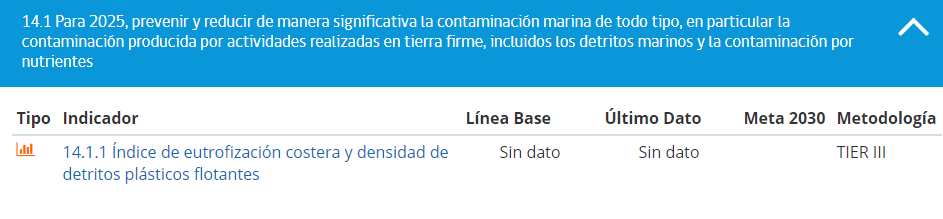 14.1 Para 2025, prevenir y reducir de manera significativa la contaminación marina de todo tipo, en particular la
contaminación producida por actividades realizadas en tierra firme, incluidos los detritos marinos y la contaminación por
nutrientes
Tipo Indicador Línea Base Último Dato Meta 2030 Metodología
14.1.1 Índice de eutrofización costera y densidad de Sin dato Sin dato TIER III
detritos plásticos flotantes